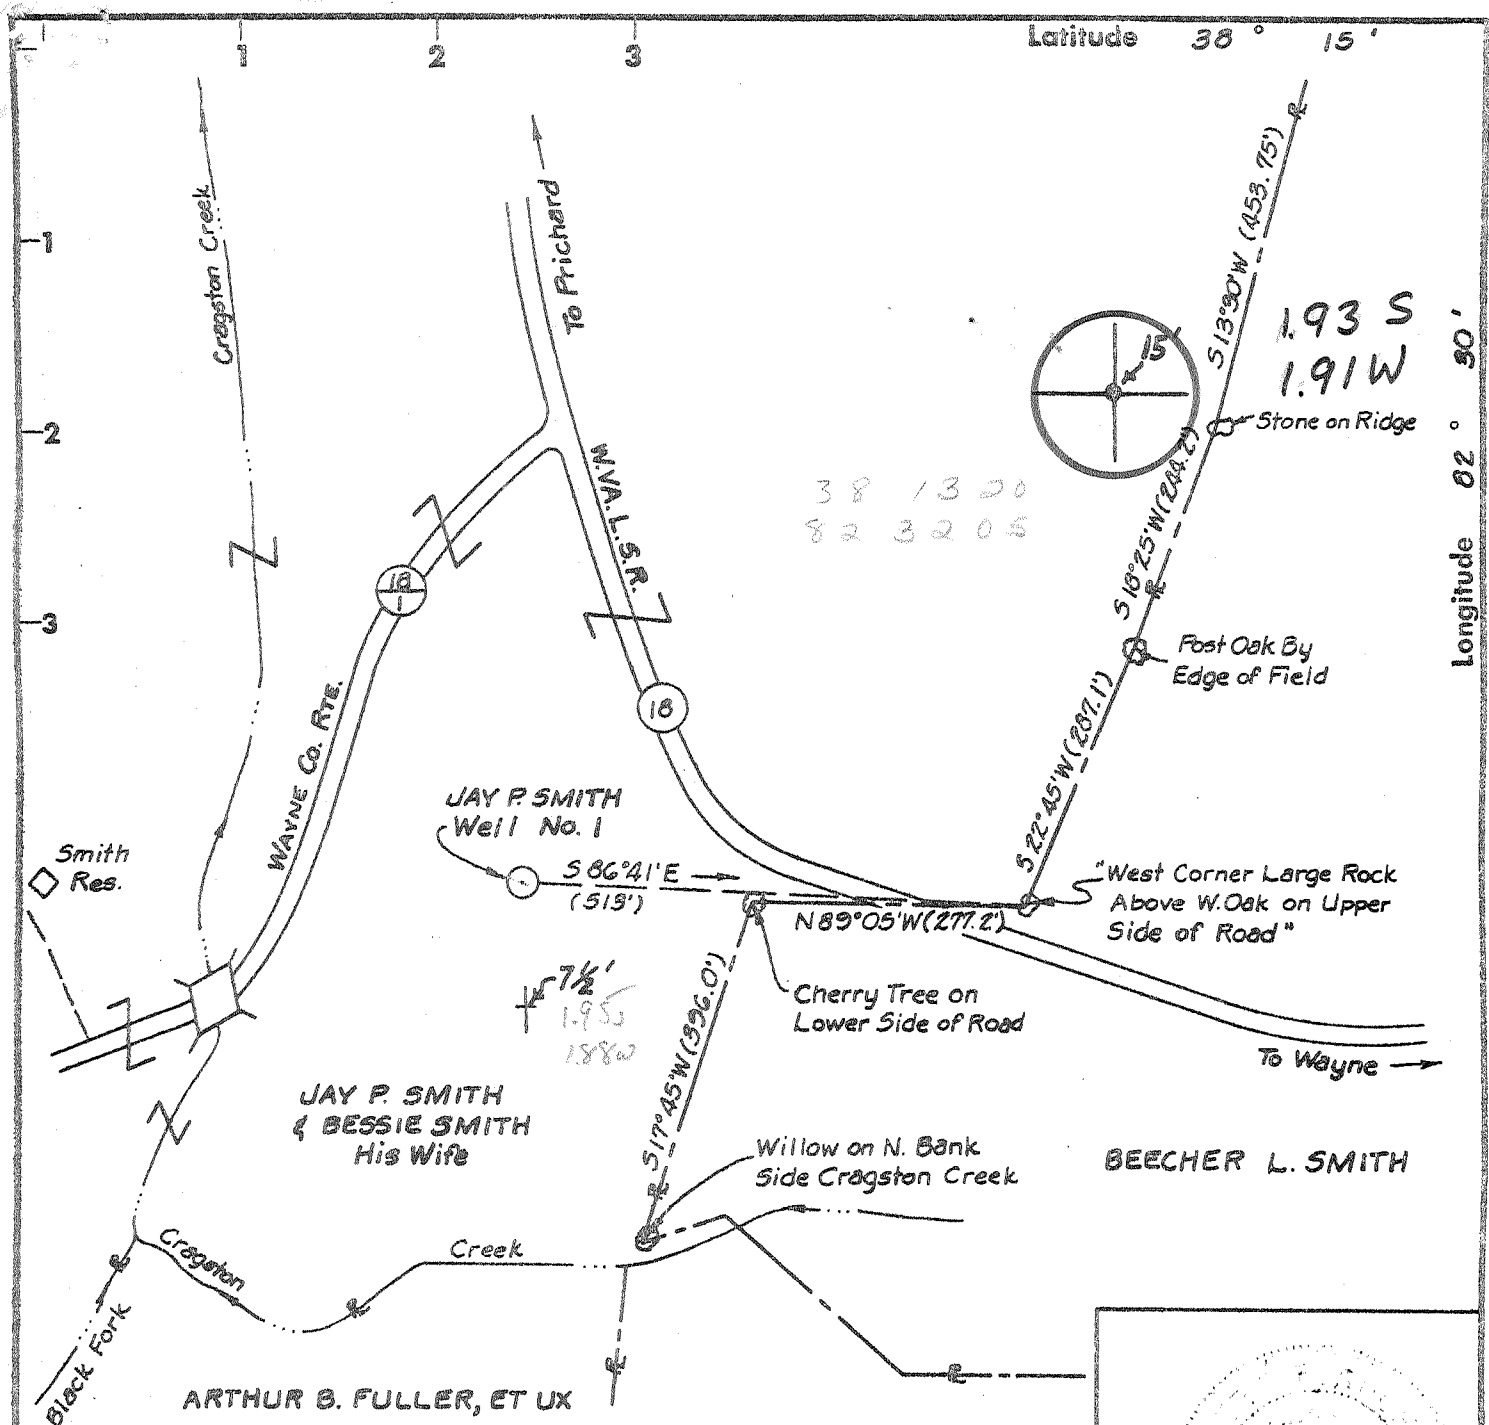 Latitude 38° 15'
1
2
3
1
2
3
Longitude 82° 30'
Cragston Creek
To Prichard
S13°30'W (453.75')
15'
1.93 S
1.91 W
Stone on Ridge
W.VA. L.S.R.
38 13 20
82 32 05
S18°25'W (244.2')
18
1
Post Oak By
Edge of Field
18
WAYNE CO. RTE.
S22°45'W (287.1')
JAY P. SMITH
Well No. 1
Smith
Res.
S86°41'E
(513')
"West Corner Large Rock
Above W.Oak on Upper
Side of Road"
N89°05'W (277.2')
7½'
1.95s
1.88w
Cherry Tree on
Lower Side of Road
S17°45'W (396.0')
To Wayne
JAY P. SMITH
& BESSIE SMITH
His Wife
Willow on N. Bank
Side Cragston Creek
BEECHER L. SMITH
Cragston
Creek
Black Fork
ARTHUR B. FULLER, ET UX